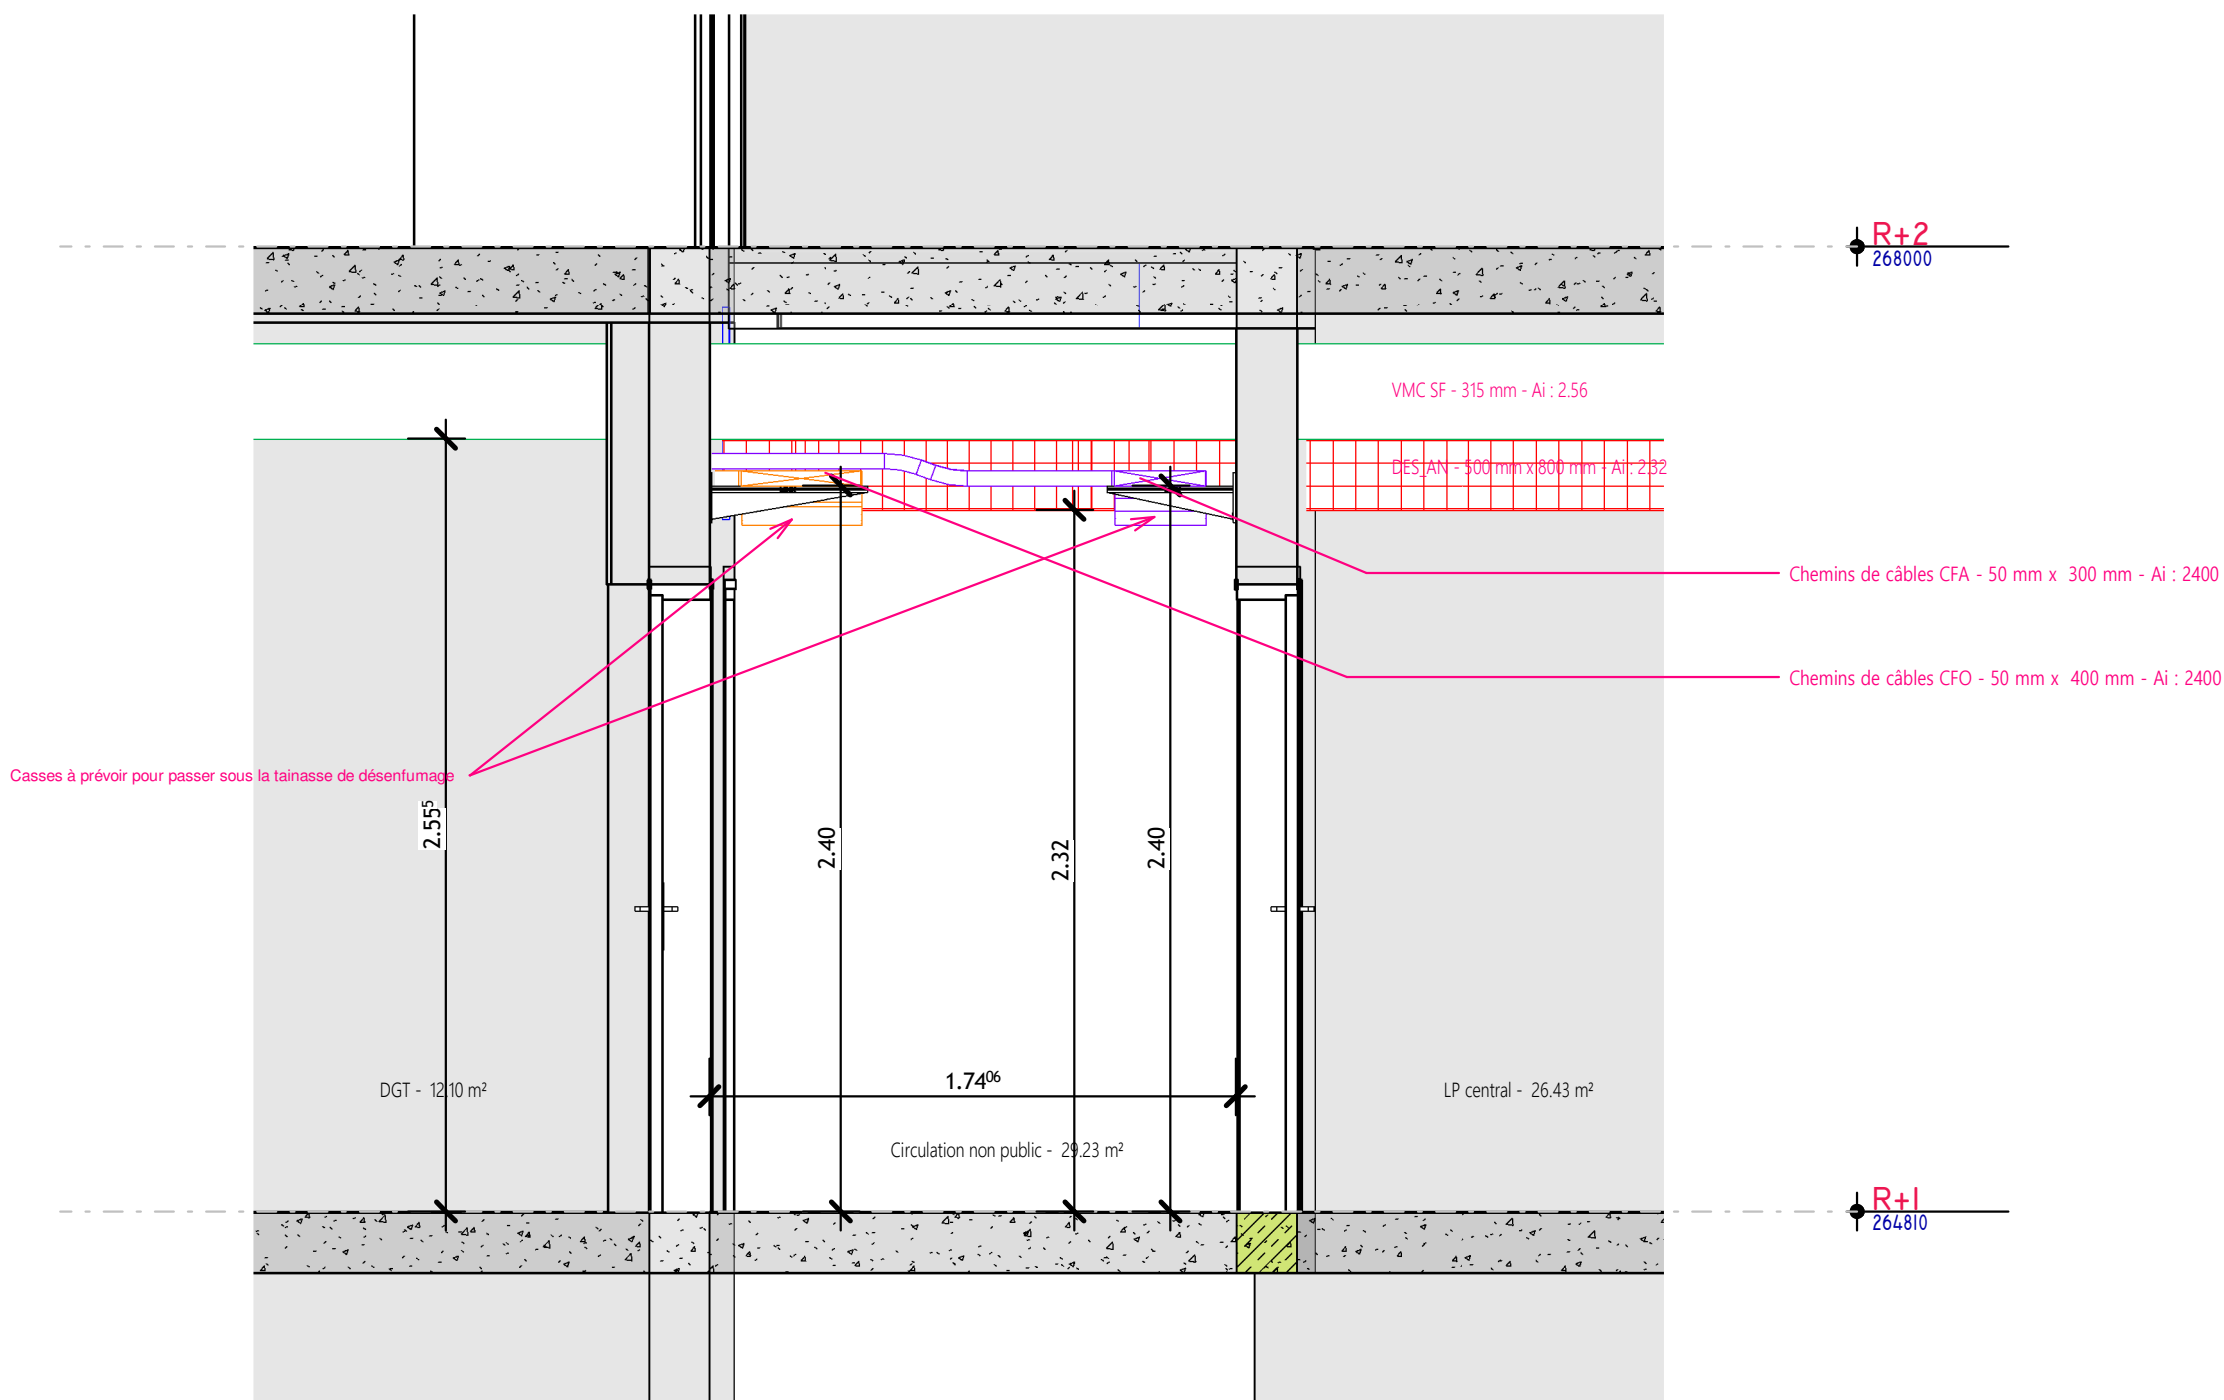 R+2
268000
VMC SF - 315 mm - Ai : 2.56
DES_AN - 500 mm x 800 mm - Ai : 2.32
Chemins de câbles CFA - 50 mm x 300 mm - Ai : 2400
Chemins de câbles CFO - 50 mm x 400 mm - Ai : 2400
Casses à prévoir pour passer sous la tainasse de désenfumage
2.55⁵
2.40
2.32
2.40
1.74⁰⁶
DGT - 12.10 m²
LP central - 26.43 m²
Circulation non public - 29.23 m²
R+1
264810